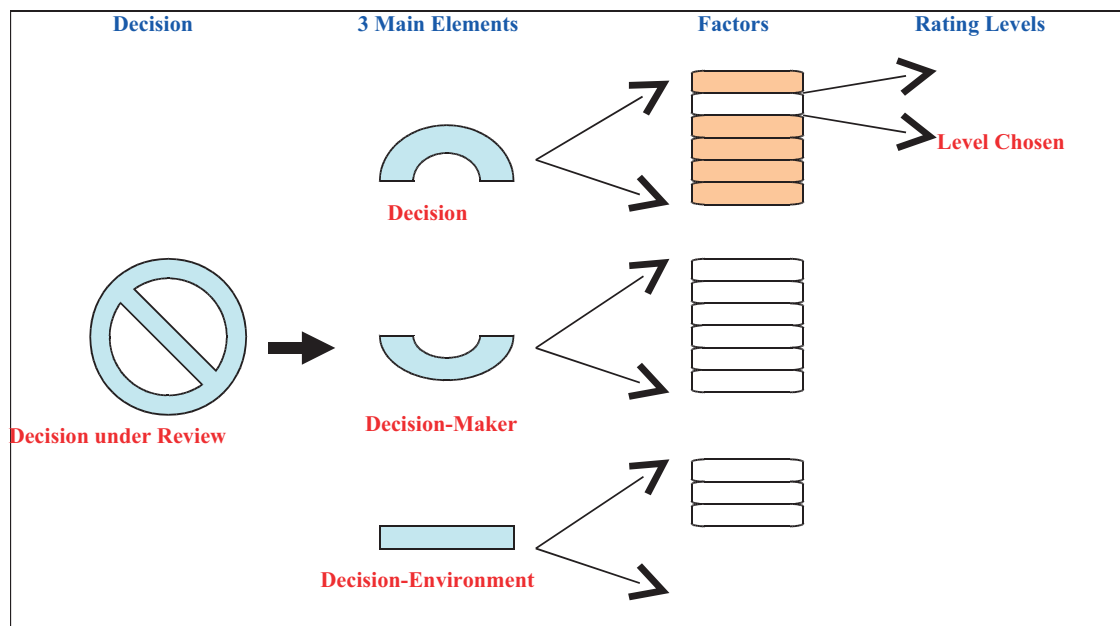 Decision
3 Main Elements
Factors
Rating Levels
Level Chosen
Decision
Decision-Maker
Decision under Review
Decision-Environment